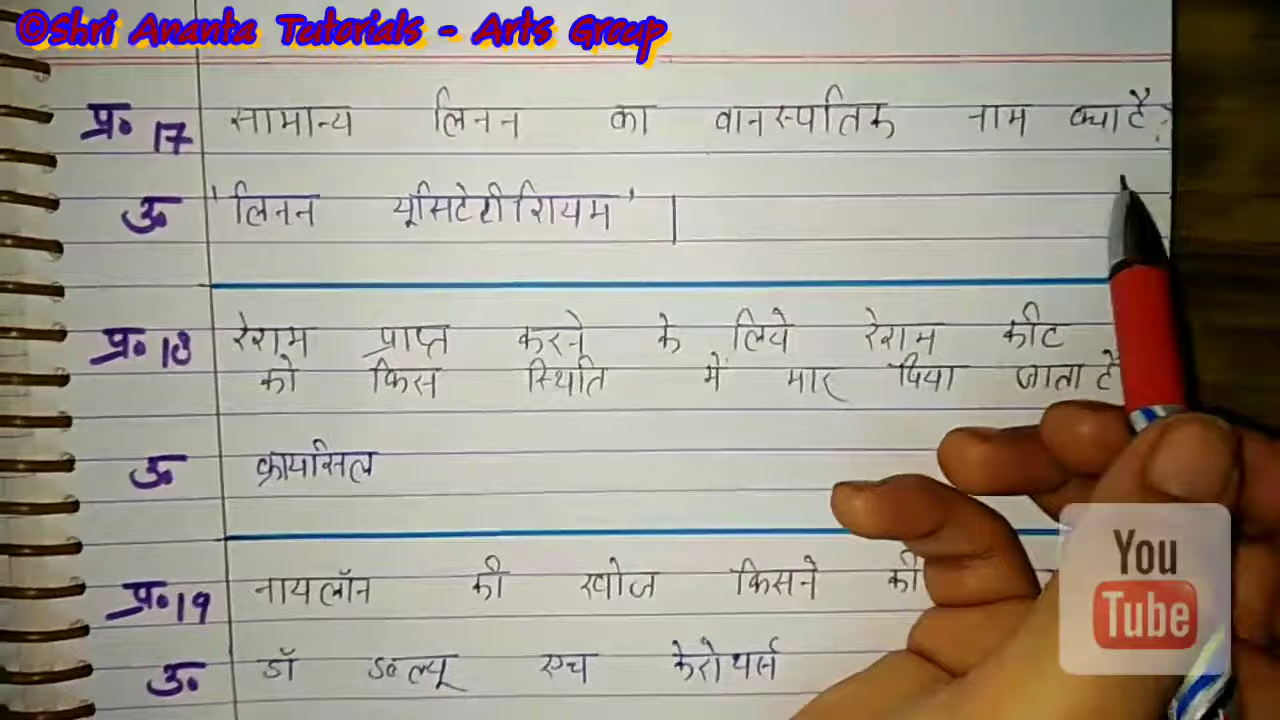 ©Shri Ananta Tutorials - Arts Group
प्र॰ 17 सामान्य लिनन का वानस्पतिक नाम क्या है?
उ॰ 'लिनन यूसिटेटीशियम' |
प्र॰ 18 रेशम प्राप्त करने के लिये रेशम कीट
को किस स्थिति में मार दिया जाता है
उ॰ क्रायसिल
प्र॰ 19 नायलॉन की खोज किसने की
उ॰ डॉ डब्ल्यू एच केरोथर्स
You
Tube